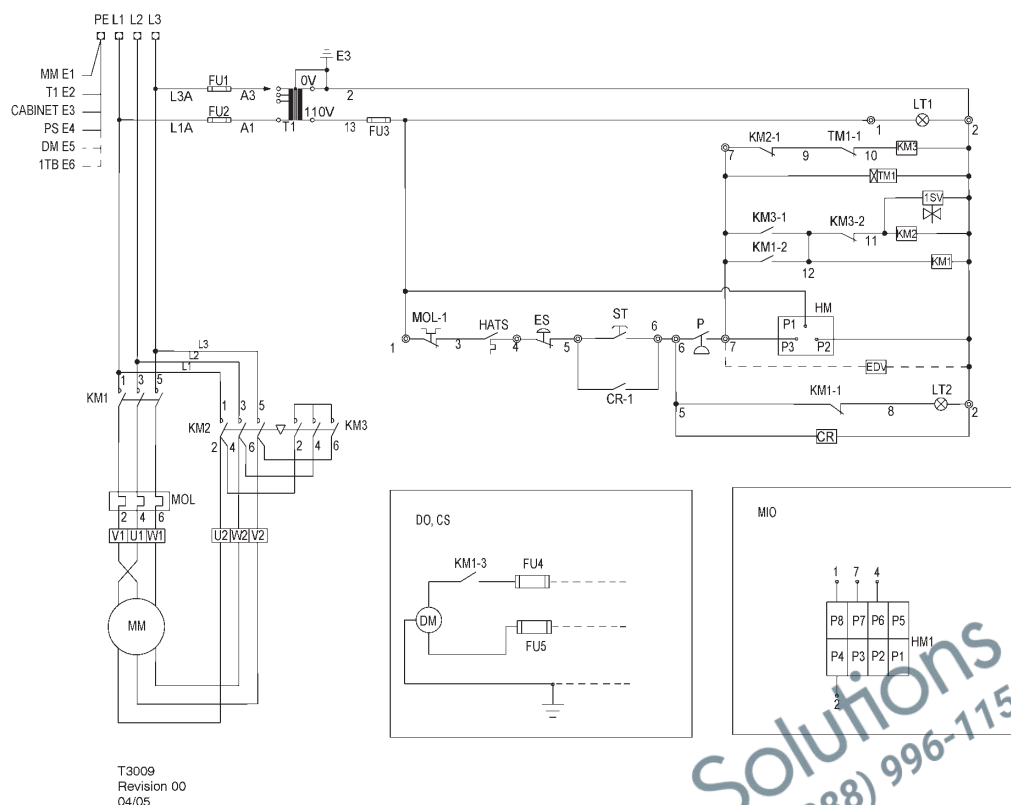 PE L1 L2 L3
MM E1
T1 E2
CABINET E3
PS E4
DM E5
1TB E6
L3A FU1 A3
L1A FU2 A1
0V E3
2
110V
T1 13 FU3
1 LT1 2
7 KM2-1 9 TM1-1 10 KM3
TM1
1SV
KM3-1 KM3-2 11 KM2
KM1-2 12 KM1
1 MOL-1 3 HATS 4 ES 5 ST 6
6 P 7
P1 HM
P3 P2
EDV
CR-1
5 KM1-1 8 LT2 2
CR
L3
L2
L1
KM1 1 3 5
KM2 1 3 5
2 4 6
2 4 6 KM3
MOL
2 4 6
V1 U1 W1
U2 W2 V2
MM
DO, CS
KM1-3 FU4
DM
FU5
MIO
1 7 4
P8 P7 P6 P5
P4 P3 P2 P1
HM1
2
T3009
Revision 00
04/05
Solutions
(888) 996-115